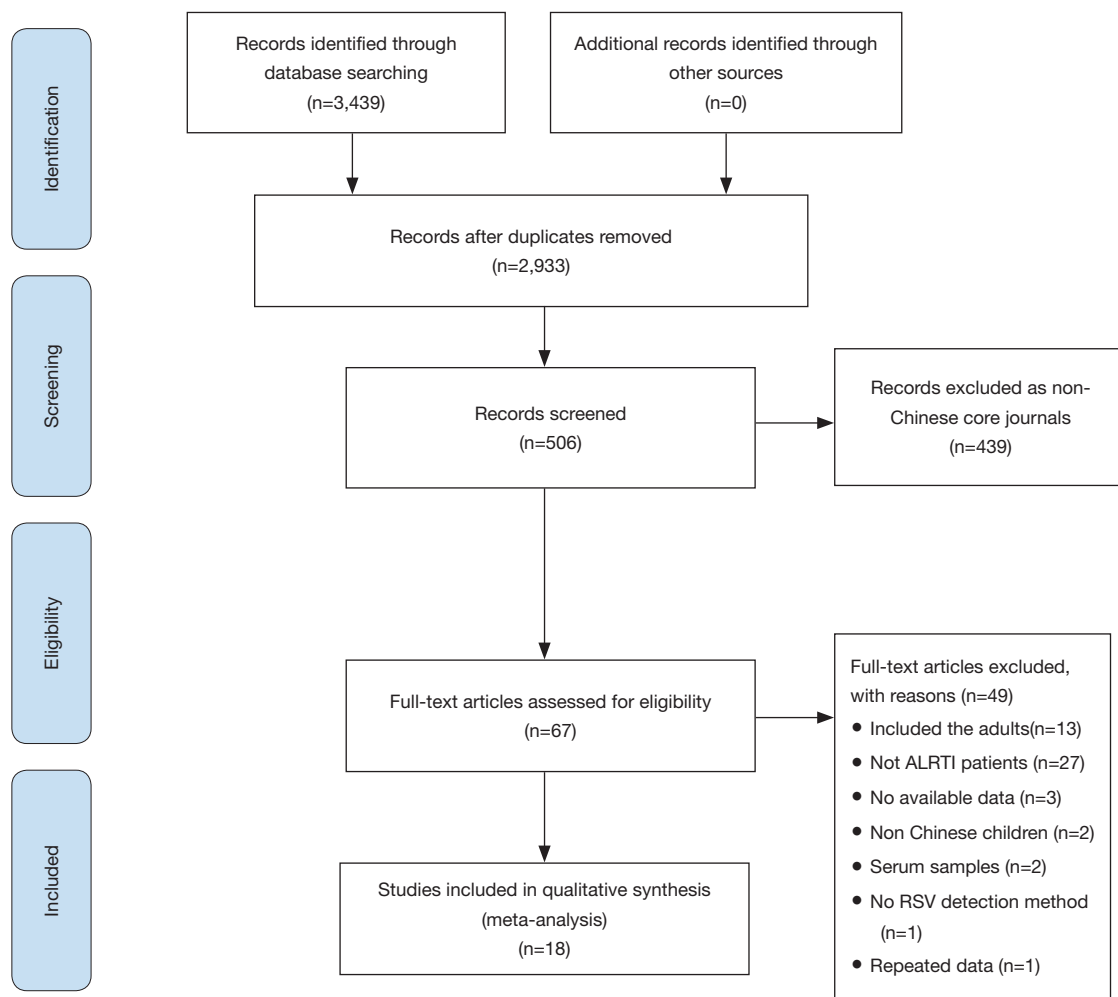 Identification
Records identified through
database searching
(n=3,439)
Additional records identified through
other sources
(n=0)
Records after duplicates removed
(n=2,933)
Screening
Records screened
(n=506)
Records excluded as non-
Chinese core journals
(n=439)
Eligibility
Full-text articles assessed for eligibility
(n=67)
Full-text articles excluded,
with reasons (n=49)
• Included the adults(n=13)
• Not ALRTI patients (n=27)
• No available data (n=3)
• Non Chinese children (n=2)
• Serum samples (n=2)
• No RSV detection method
(n=1)
• Repeated data (n=1)
Included
Studies included in qualitative synthesis
(meta-analysis)
(n=18)